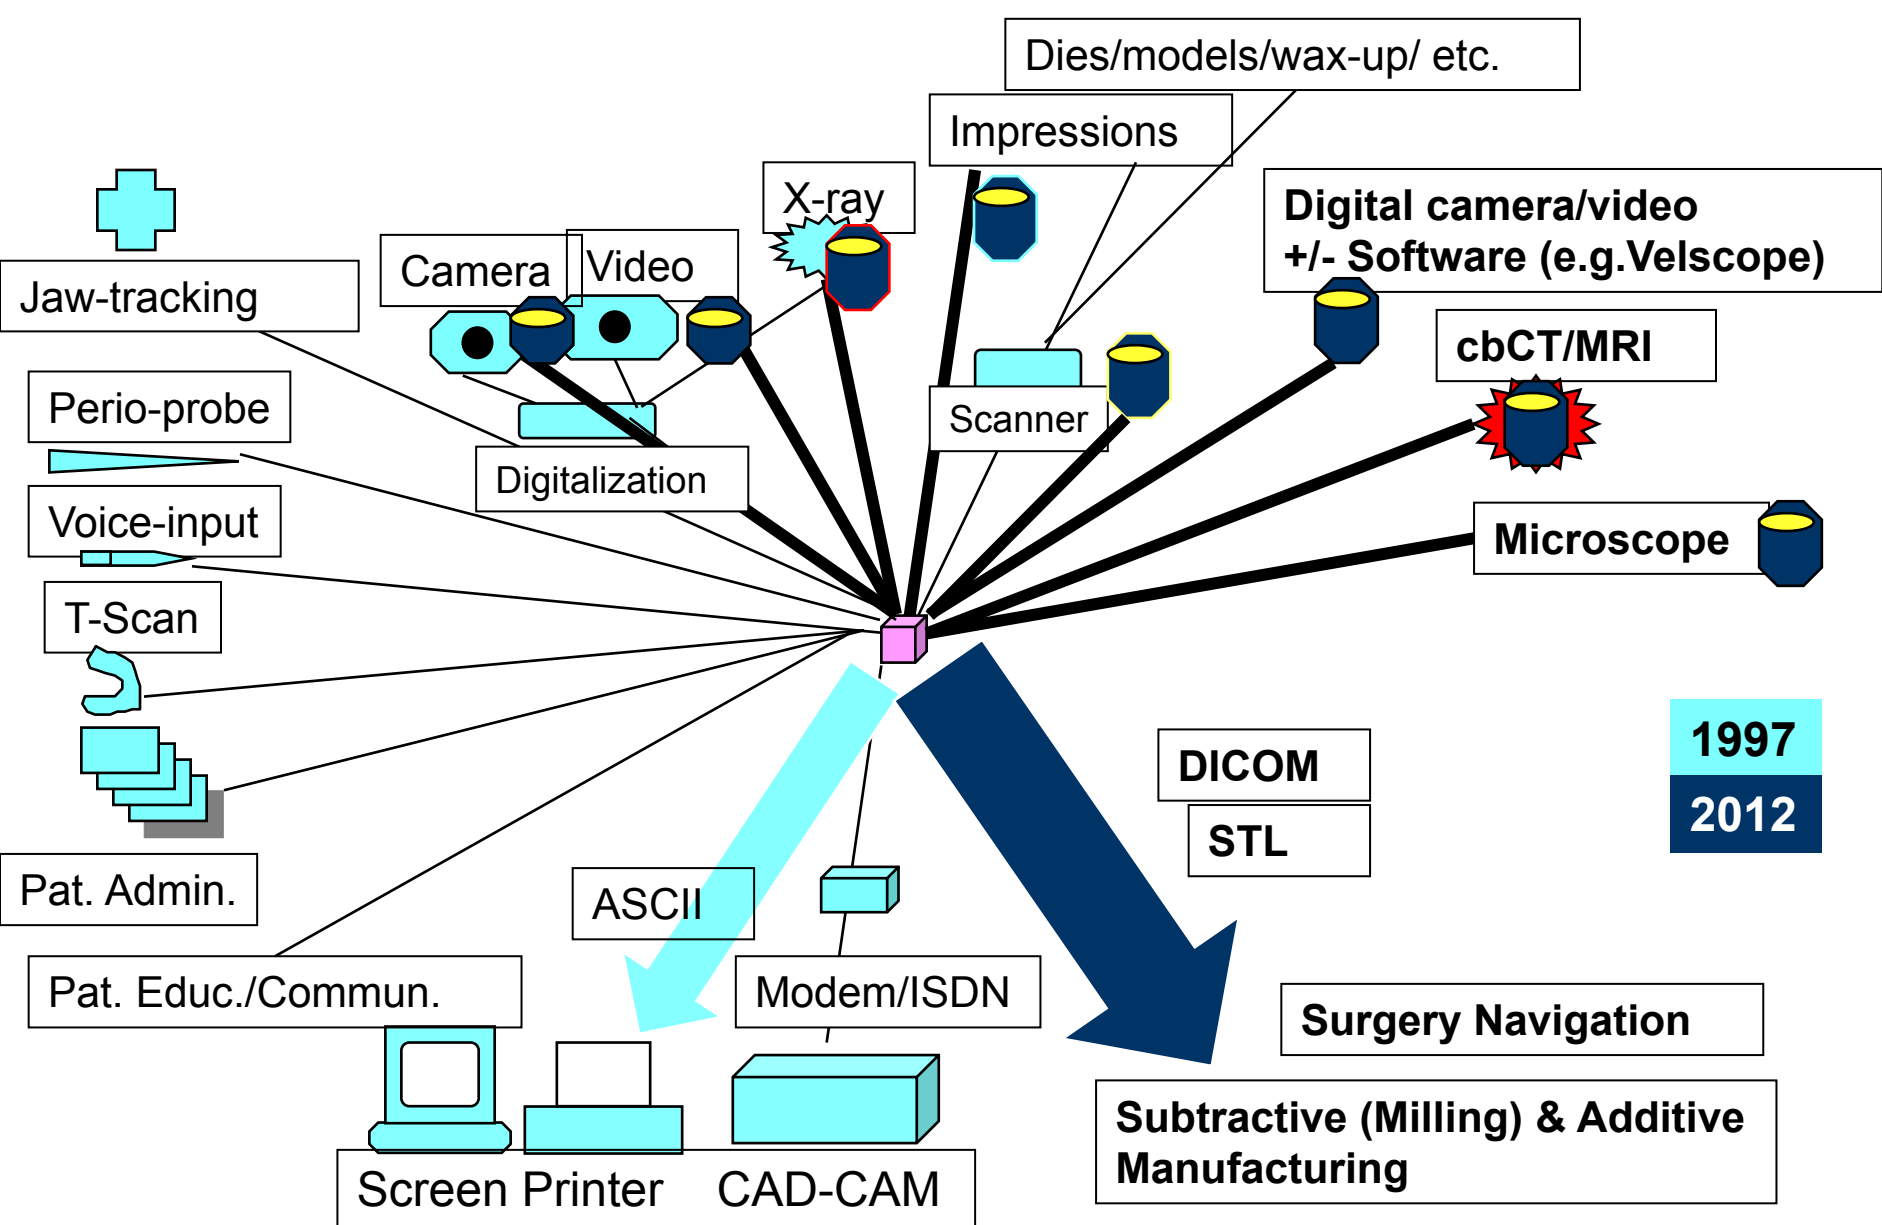 Dies/models/wax-up/ etc.
Impressions
X-ray
Digital camera/video
+/- Software (e.g.Velscope)
Camera
Video
Jaw-tracking
cbCT/MRI
Perio-probe
Scanner
Digitalization
Voice-input
Microscope
T-Scan
1997
DICOM
2012
STL
Pat. Admin.
ASCII
Pat. Educ./Commun.
Modem/ISDN
Surgery Navigation
Subtractive (Milling) & Additive
Manufacturing
Screen Printer CAD-CAM